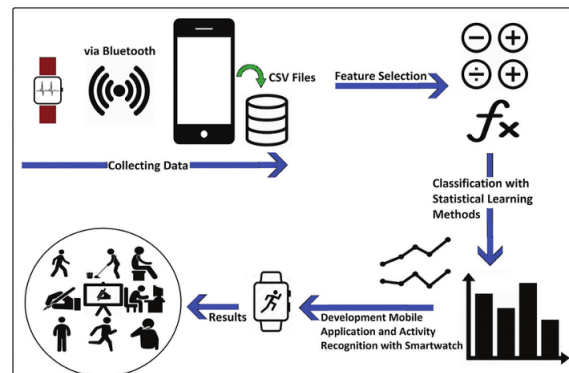 via Bluetooth
CSV Files
Feature Selection
fx
Collecting Data
Classification with
Statistical Learning
Methods
Results
Development Mobile
Application and Activity
Recognition with Smartwatch